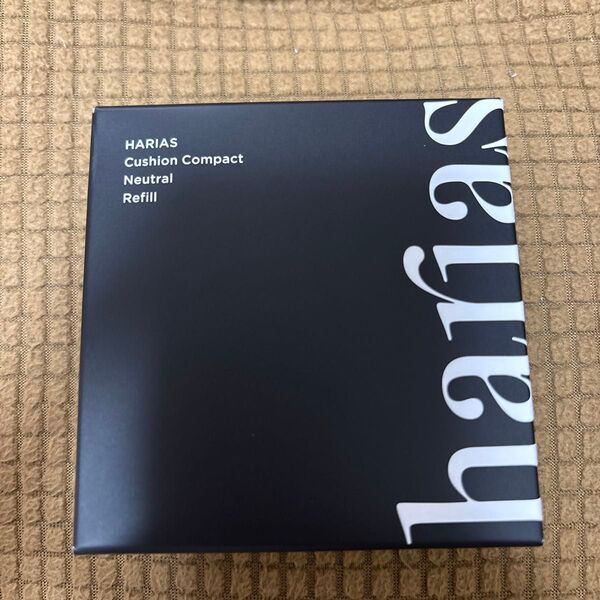 HARIAS
Cushion Compact
Neutral
Refill
harias